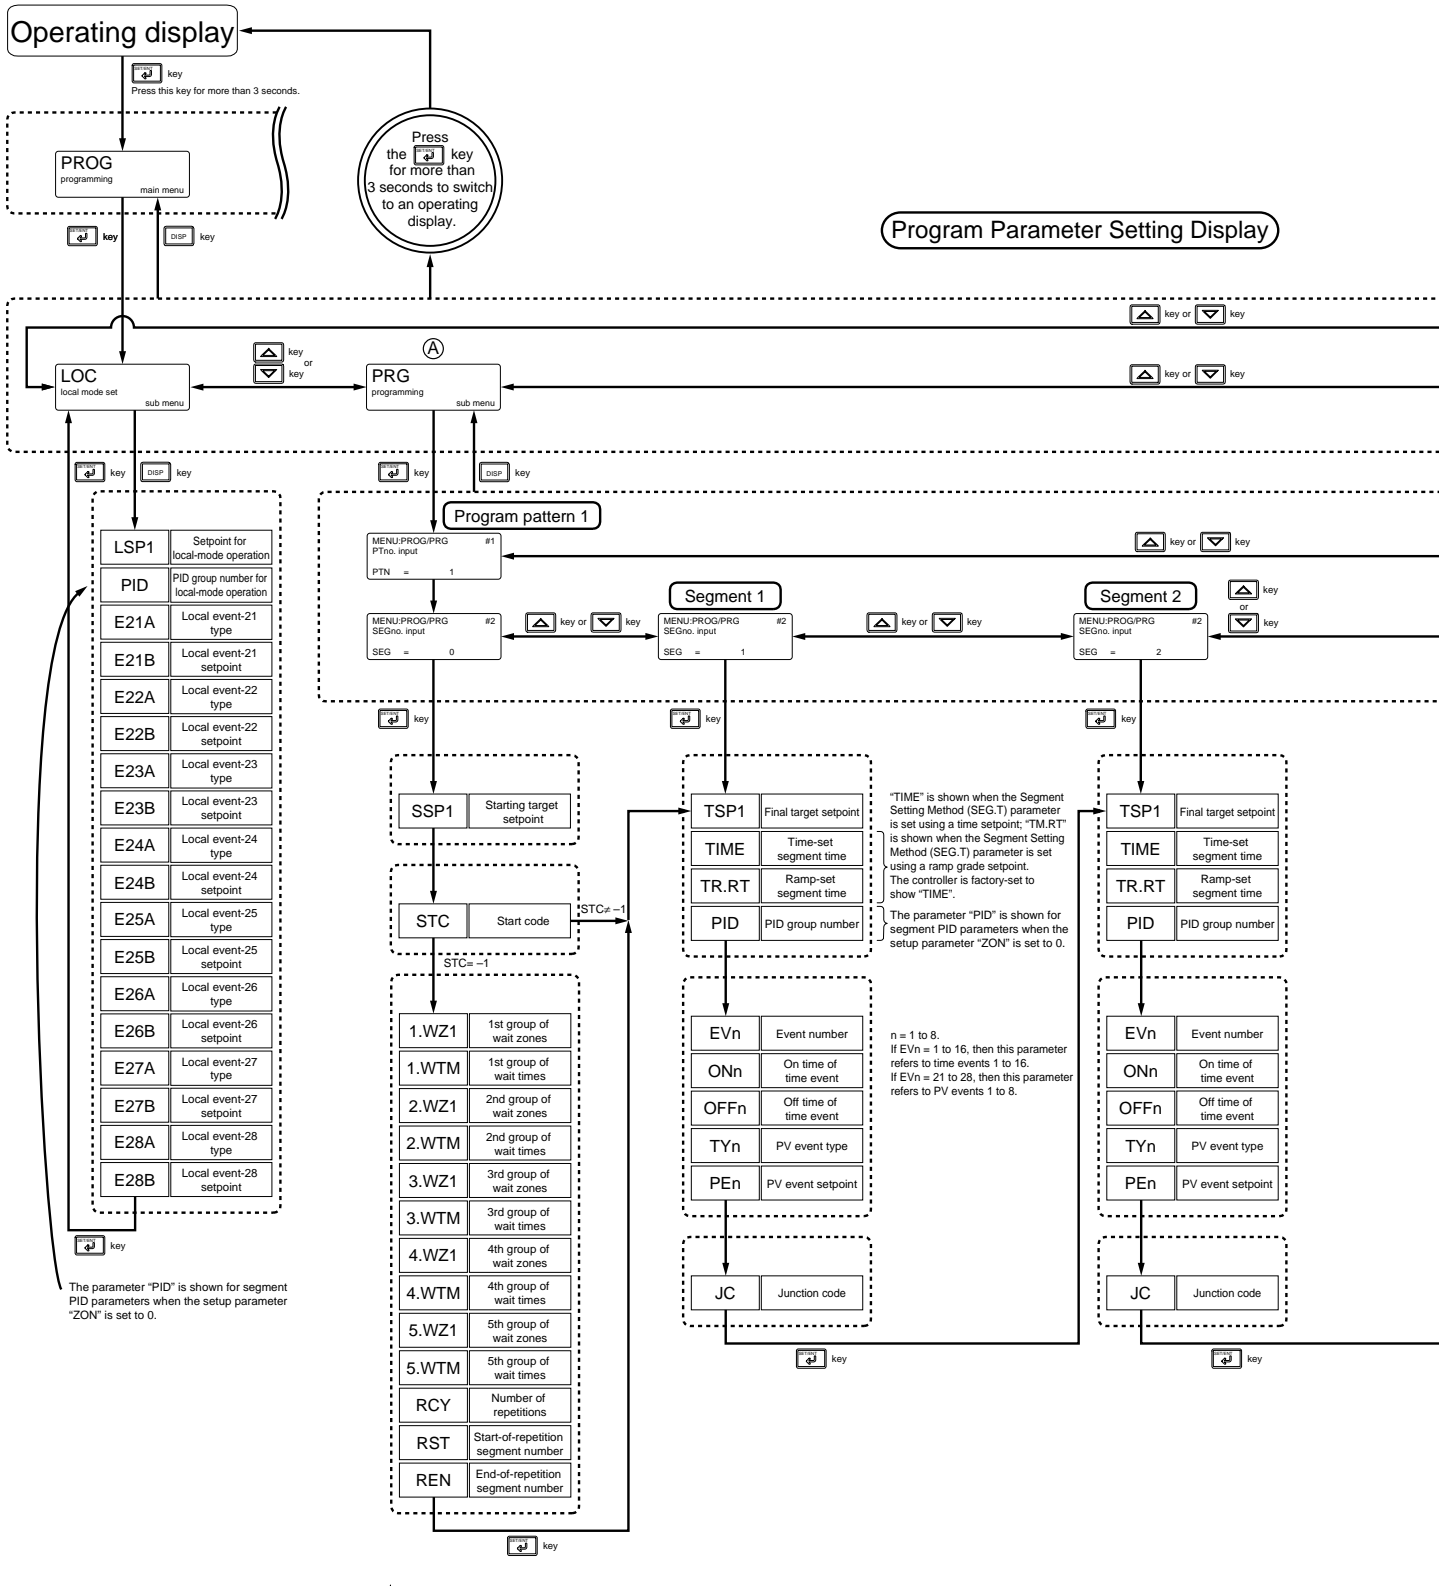 Operating display
SET/ENT
key
Press this key for more than 3 seconds.
PROG
programming
main menu
Press
the SET/ENT key
for more than
3 seconds to switch
to an operating
display.
SET/ENT
key
DISP
key
Program Parameter Setting Display
key or
key
LOC
local mode set
sub menu
key
or
key
A
PRG
programming
sub menu
key or
key
SET/ENT
key
DISP
key
SET/ENT
key
DISP
key
LSP1
Setpoint for
local-mode operation
PID
PID group number for
local-mode operation
E21A
Local event-21
type
E21B
Local event-21
setpoint
E22A
Local event-22
type
E22B
Local event-22
setpoint
E23A
Local event-23
type
E23B
Local event-23
setpoint
E24A
Local event-24
type
E24B
Local event-24
setpoint
E25A
Local event-25
type
E25B
Local event-25
setpoint
E26A
Local event-26
type
E26B
Local event-26
setpoint
E27A
Local event-27
type
E27B
Local event-27
setpoint
E28A
Local event-28
type
E28B
Local event-28
setpoint
SET/ENT
key
The parameter “PID” is shown for segment
PID parameters when the setup parameter
“ZON” is set to 0.
Program pattern 1
MENU:PROG/PRG #1
PTno. input
PTN = 1
key or
key
MENU:PROG/PRG #2
SEGno. input
SEG = 0
key or
key
Segment 1
MENU:PROG/PRG #2
SEGno. input
SEG = 1
key or
key
Segment 2
MENU:PROG/PRG #2
SEGno. input
SEG = 2
key
or
key
SET/ENT
key
SET/ENT
key
SET/ENT
key
SSP1
Starting target
setpoint
STC
Start code
STC≠ –1
STC= –1
1.WZ1
1st group of
wait zones
1.WTM
1st group of
wait times
2.WZ1
2nd group of
wait zones
2.WTM
2nd group of
wait times
3.WZ1
3rd group of
wait zones
3.WTM
3rd group of
wait times
4.WZ1
4th group of
wait zones
4.WTM
4th group of
wait times
5.WZ1
5th group of
wait zones
5.WTM
5th group of
wait times
RCY
Number of
repetitions
RST
Start-of-repetition
segment number
REN
End-of-repetition
segment number
SET/ENT
key
TSP1
Final target setpoint
TIME
Time-set
segment time
TR.RT
Ramp-set
segment time
PID
PID group number
“TIME” is shown when the Segment
Setting Method (SEG.T) parameter
is set using a time setpoint; “TM.RT”
is shown when the Segment Setting
Method (SEG.T) parameter is set
using a ramp grade setpoint.
The controller is factory-set to
show “TIME”.
The parameter “PID” is shown for
segment PID parameters when the
setup parameter “ZON” is set to 0.
EVn
Event number
ONn
On time of
time event
OFFn
Off time of
time event
TYn
PV event type
PEn
PV event setpoint
n = 1 to 8.
If EVn = 1 to 16, then this parameter
refers to time events 1 to 16.
If EVn = 21 to 28, then this parameter
refers to PV events 1 to 8.
JC
Junction code
SET/ENT
key
TSP1
Final target setpoint
TIME
Time-set
segment time
TR.RT
Ramp-set
segment time
PID
PID group number
EVn
Event number
ONn
On time of
time event
OFFn
Off time of
time event
TYn
PV event type
PEn
PV event setpoint
JC
Junction code
SET/ENT
key